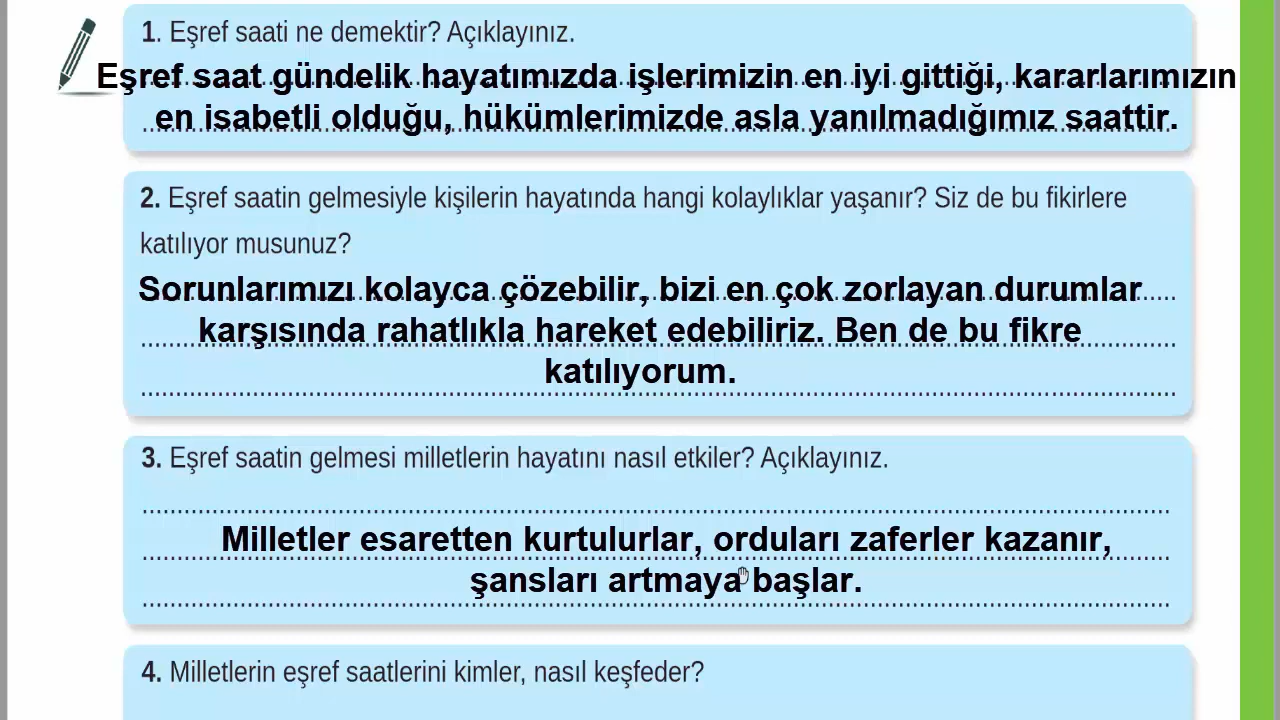 1. Eşref saati ne demektir? Açıklayınız.
Eşref saat gündelik hayatımızda işlerimizin en iyi gittiği, kararlarımızın
en isabetli olduğu, hükümlerimizde asla yanılmadığımız saattir.
2. Eşref saatin gelmesiyle kişilerin hayatında hangi kolaylıklar yaşanır? Siz de bu fikirlere
katılıyor musunuz?
Sorunlarımızı kolayca çözebilir, bizi en çok zorlayan durumlar
karşısında rahatlıkla hareket edebiliriz. Ben de bu fikre
katılıyorum.
3. Eşref saatin gelmesi milletlerin hayatını nasıl etkiler? Açıklayınız.
Milletler esaretten kurtulurlar, orduları zaferler kazanır,
şansları artmaya başlar.
4. Milletlerin eşref saatlerini kimler, nasıl keşfeder?